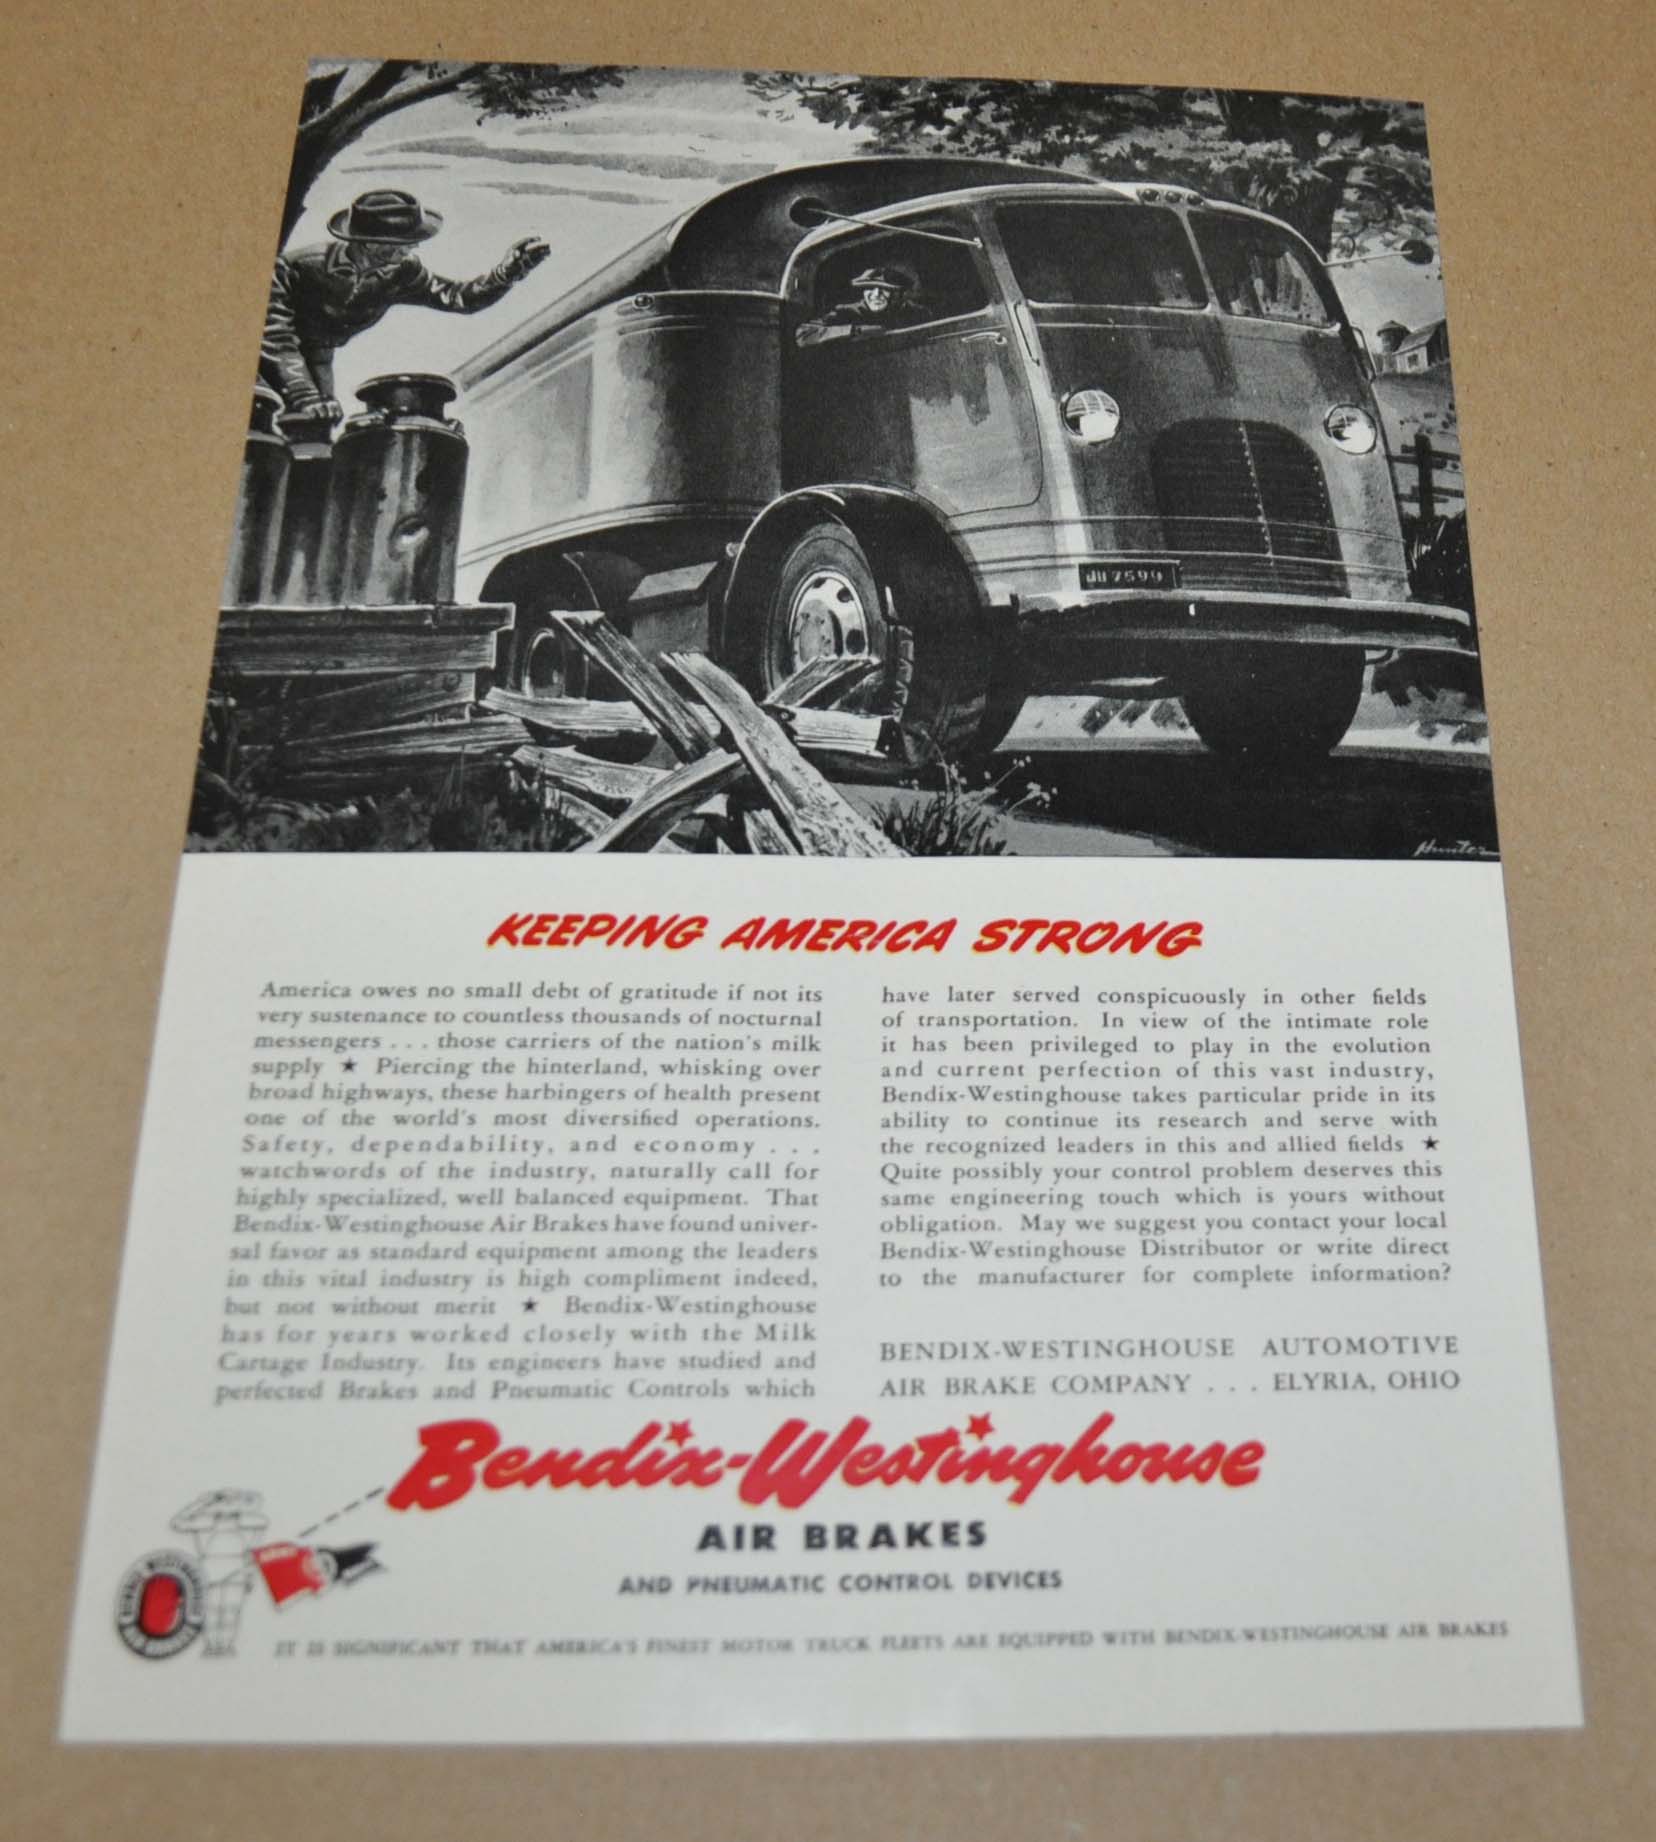 JU 7599
Hunter
KEEPING AMERICA STRONG
America owes no small debt of gratitude if not its
very sustenance to countless thousands of nocturnal
messengers . . . those carriers of the nation's milk
supply ★ Piercing the hinterland, whisking over
broad highways, these harbingers of health present
one of the world's most diversified operations.
Safety, dependability, and economy . . .
watchwords of the industry, naturally call for
highly specialized, well balanced equipment. That
Bendix-Westinghouse Air Brakes have found univer-
sal favor as standard equipment among the leaders
in this vital industry is high compliment indeed,
but not without merit ★ Bendix-Westinghouse
has for years worked closely with the Milk
Cartage Industry. Its engineers have studied and
perfected Brakes and Pneumatic Controls which
have later served conspicuously in other fields
of transportation. In view of the intimate role
it has been privileged to play in the evolution
and current perfection of this vast industry,
Bendix-Westinghouse takes particular pride in its
ability to continue its research and serve with
the recognized leaders in this and allied fields ★
Quite possibly your control problem deserves this
same engineering touch which is yours without
obligation. May we suggest you contact your local
Bendix-Westinghouse Distributor or write direct
to the manufacturer for complete information?
BENDIX-WESTINGHOUSE AUTOMOTIVE
AIR BRAKE COMPANY . . . ELYRIA, OHIO
Bendix-Westinghouse
AIR BRAKES
AND PNEUMATIC CONTROL DEVICES
BENDIX WESTINGHOUSE
AIR BRAKES
IT IS SIGNIFICANT THAT AMERICA'S FINEST MOTOR TRUCK FLEETS ARE EQUIPPED WITH BENDIX-WESTINGHOUSE AIR BRAKES